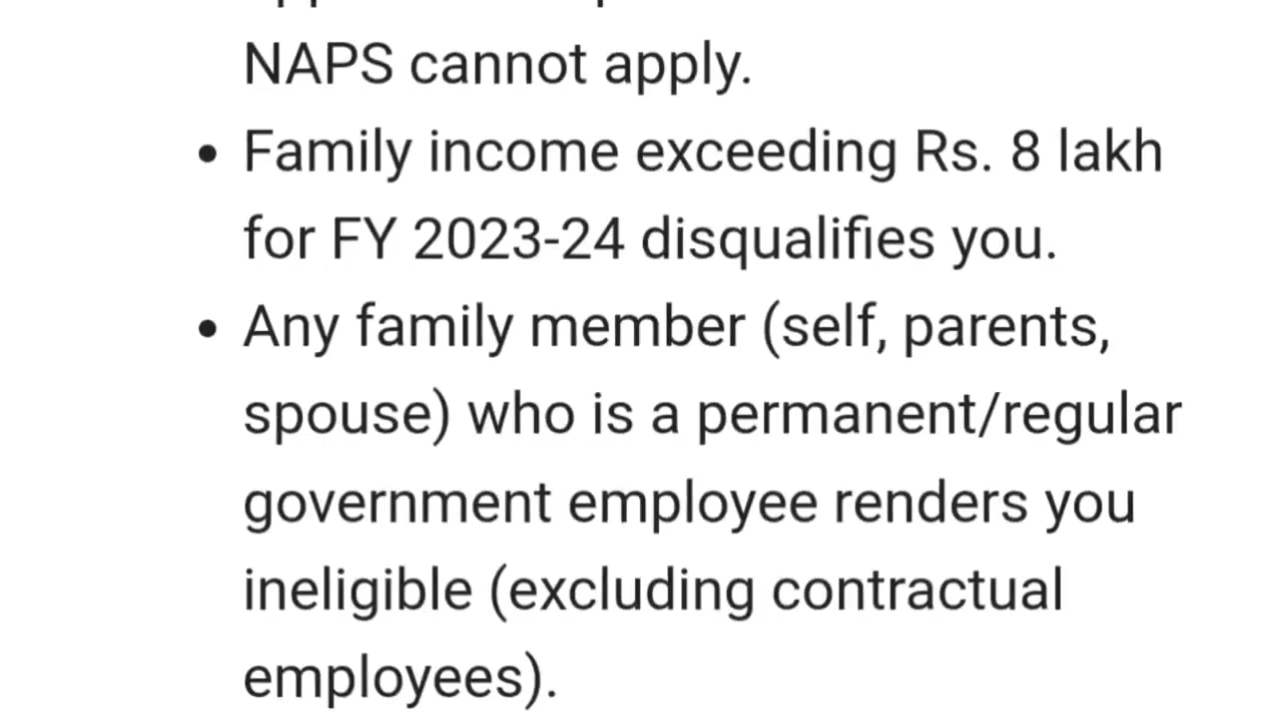 NAPS cannot apply.
• Family income exceeding Rs. 8 lakh
for FY 2023-24 disqualifies you.
• Any family member (self, parents,
spouse) who is a permanent/regular
government employee renders you
ineligible (excluding contractual
employees).